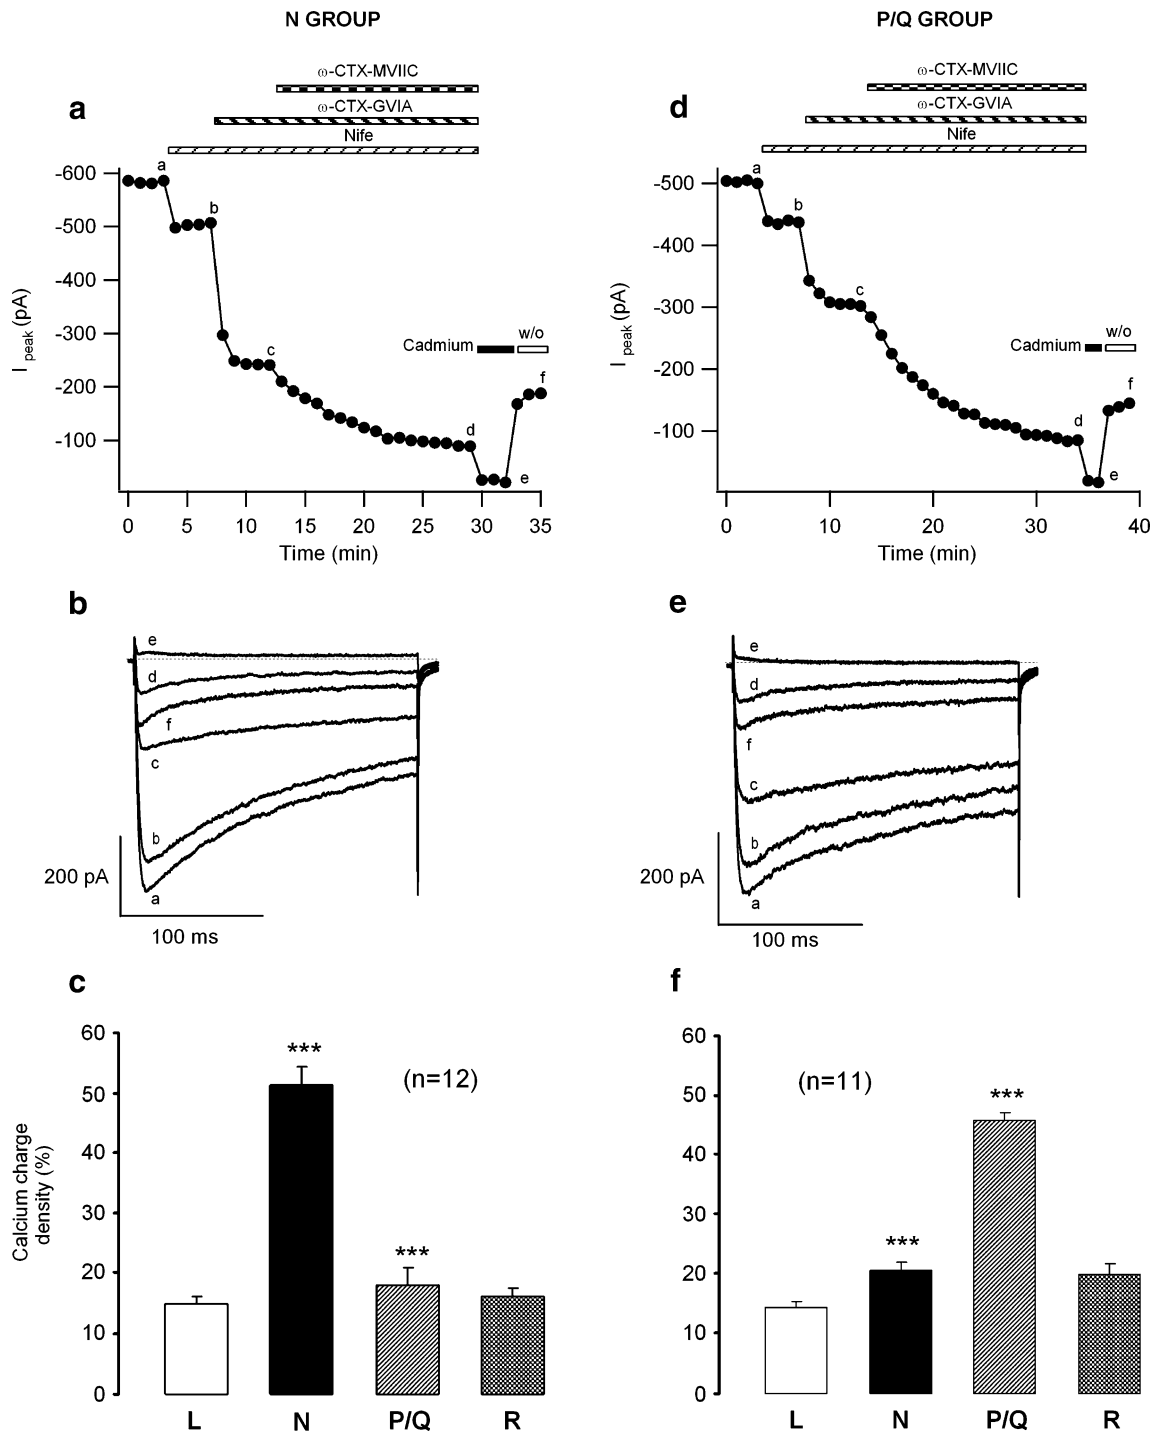 N GROUP
P/Q GROUP
a
ω-CTX-MVIIC
ω-CTX-GVIA
Nife
-600
-500
-400
-300
-200
-100
I peak (pA)
a
b
c
d
e
f
Cadmium
w/o
0
5
10
15
20
25
30
35
Time (min)
d
ω-CTX-MVIIC
ω-CTX-GVIA
Nife
-500
-400
-300
-200
-100
I peak (pA)
a
b
c
d
e
f
Cadmium
w/o
0
10
20
30
40
Time (min)
b
e
d
f
c
b
a
200 pA
100 ms
e
e
d
f
c
b
a
200 pA
100 ms
c
60
50
40
30
20
10
0
Calcium charge
density (%)
***
***
(n=12)
L
N
P/Q
R
f
60
50
40
30
20
10
0
(n=11)
***
***
L
N
P/Q
R